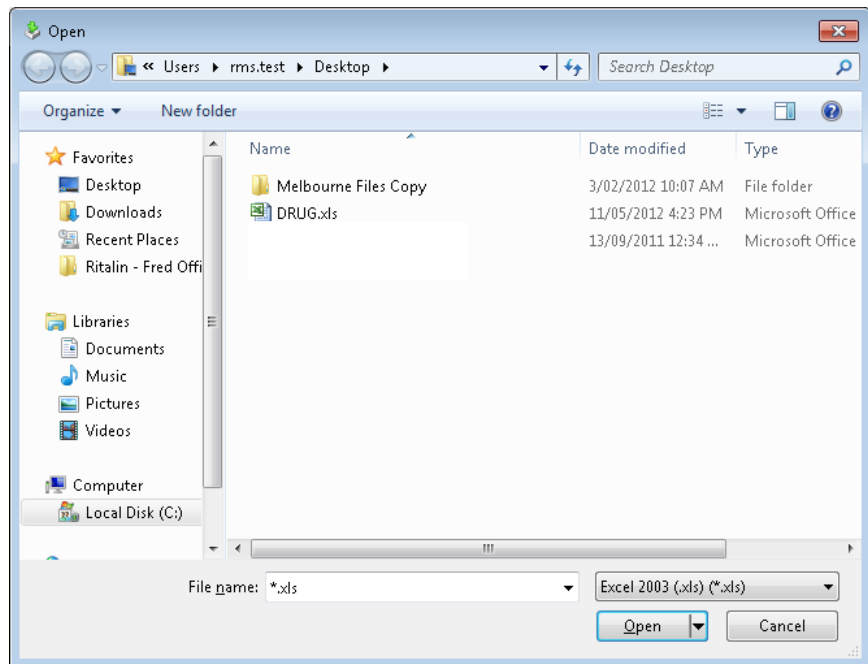 Open
« Users ▸ rms.test ▸ Desktop ▸ Search Desktop
Organize ▾ New folder
Favorites
Desktop
Downloads
Recent Places
Ritalin - Fred Offi
Libraries
Documents
Music
Pictures
Videos
Computer
Local Disk (C:)
Name Date modified Type
Melbourne Files Copy 3/02/2012 10:07 AM File folder
DRUG.xls 11/05/2012 4:23 PM Microsoft Office
13/09/2011 12:34 ... Microsoft Office
File name: *.xls Excel 2003 (.xls) (*.xls)
Open Cancel